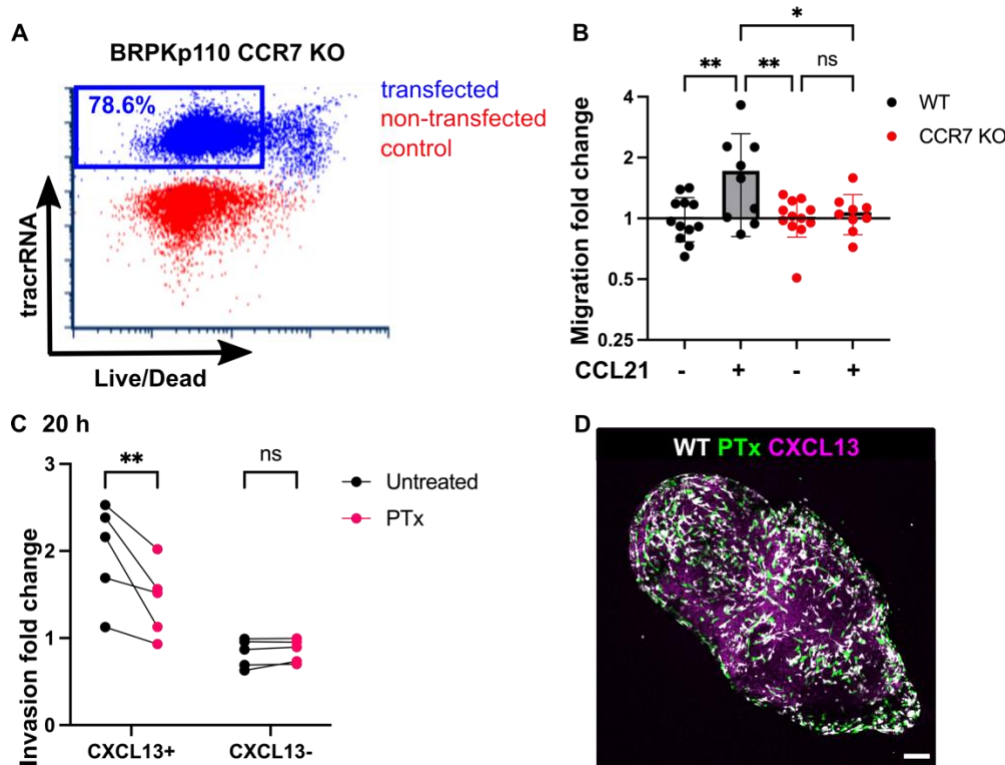 A
BRPKp110 CCR7 KO
78.6%
transfected
non-transfected
control
tracrRNA
Live/Dead
B
*
** ** ns
WT
CCR7 KO
Migration fold change
4
2
1
0.5
0.25
CCL21 - + - +
C 20 h
** ns
Untreated
PTx
Invasion fold change
3
2
1
0
CXCL13+ CXCL13-
D
WT PTx CXCL13